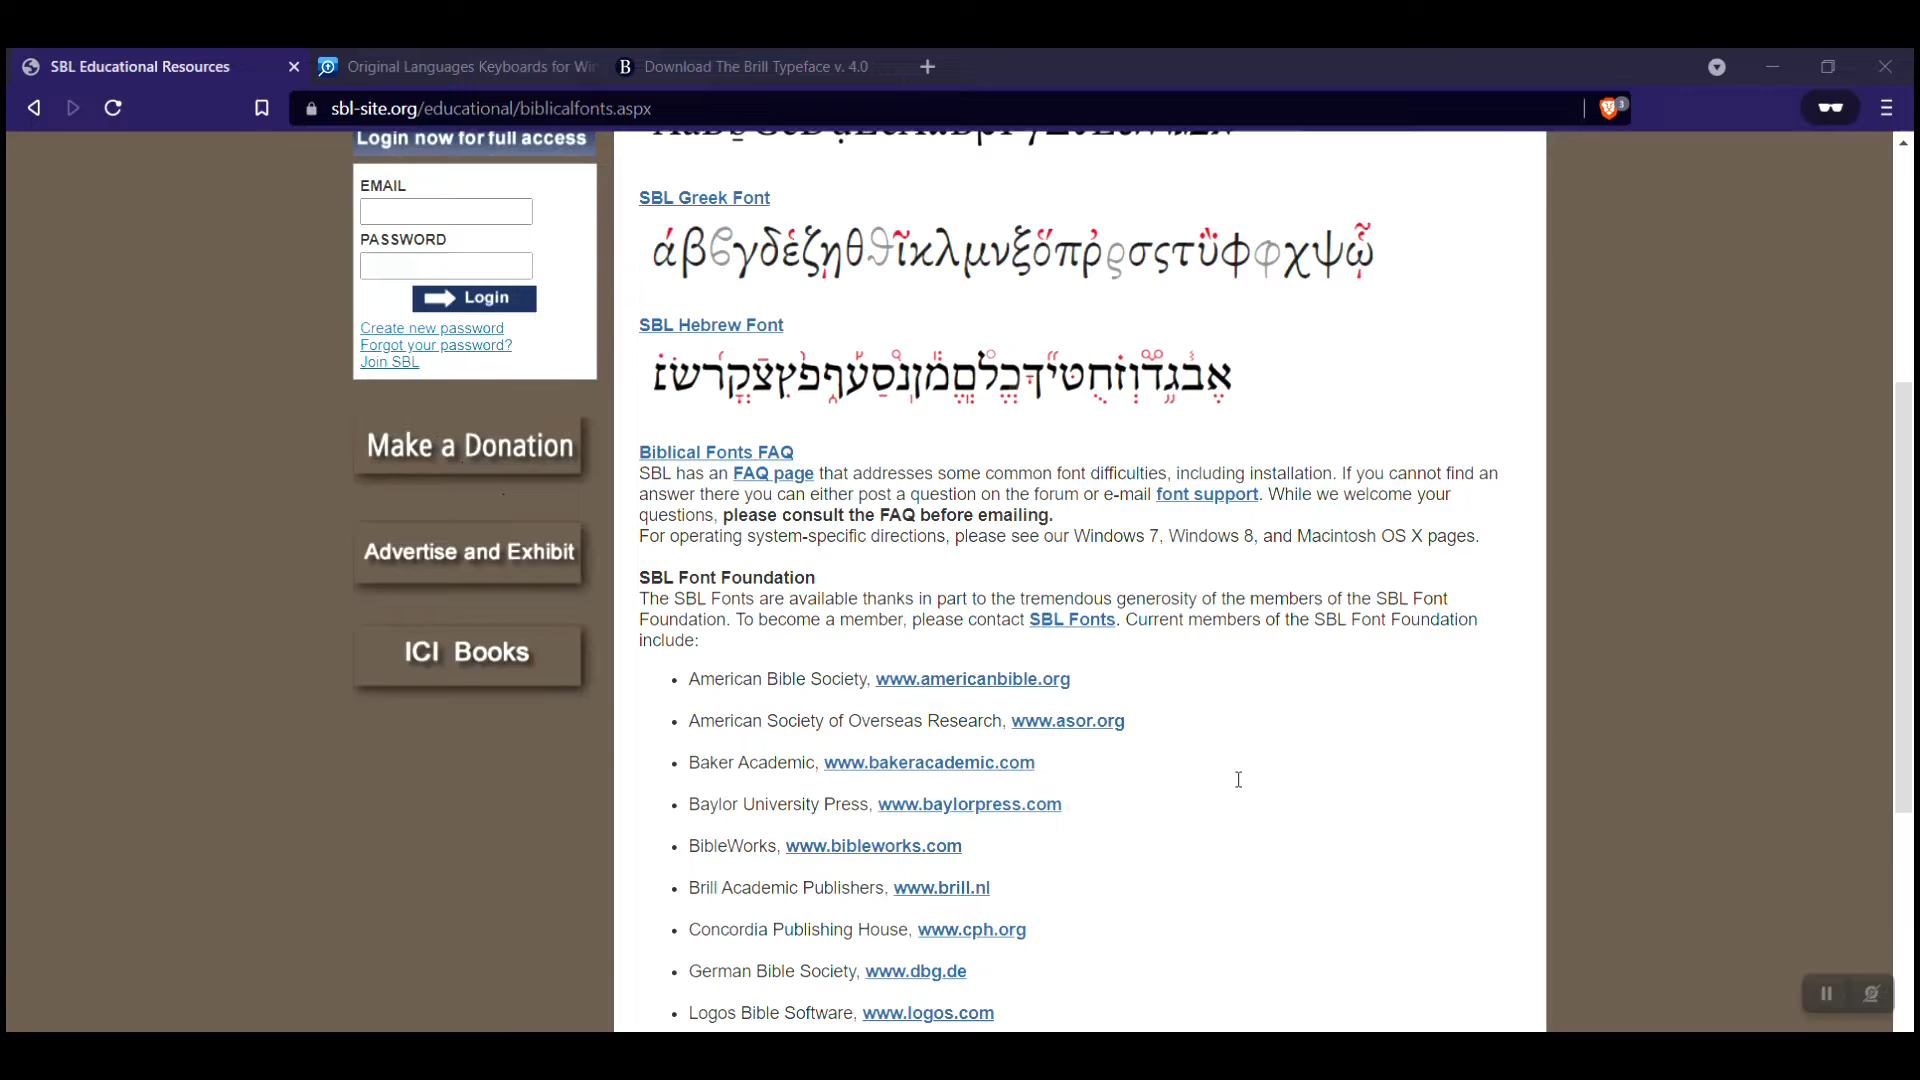 SBL Educational Resources
Original Languages Keyboards for Win
B Download The Brill Typeface v. 4.0
sbl-site.org/educational/biblicalfonts.aspx
3
Login now for full access
EMAIL
PASSWORD
Login
Create new password
Forgot your password?
Join SBL
Make a Donation
Advertise and Exhibit
ICI Books
SBL Greek Font
SBL Hebrew Font
Biblical Fonts FAQ
SBL has an FAQ page that addresses some common font difficulties, including installation. If you cannot find an
answer there you can either post a question on the forum or e-mail font support. While we welcome your
questions, please consult the FAQ before emailing.
For operating system-specific directions, please see our Windows 7, Windows 8, and Macintosh OS X pages.
SBL Font Foundation
The SBL Fonts are available thanks in part to the tremendous generosity of the members of the SBL Font
Foundation. To become a member, please contact SBL Fonts. Current members of the SBL Font Foundation
include:
• American Bible Society, www.americanbible.org
• American Society of Overseas Research, www.asor.org
• Baker Academic, www.bakeracademic.com
• Baylor University Press, www.baylorpress.com
• BibleWorks, www.bibleworks.com
• Brill Academic Publishers, www.brill.nl
• Concordia Publishing House, www.cph.org
• German Bible Society, www.dbg.de
• Logos Bible Software, www.logos.com